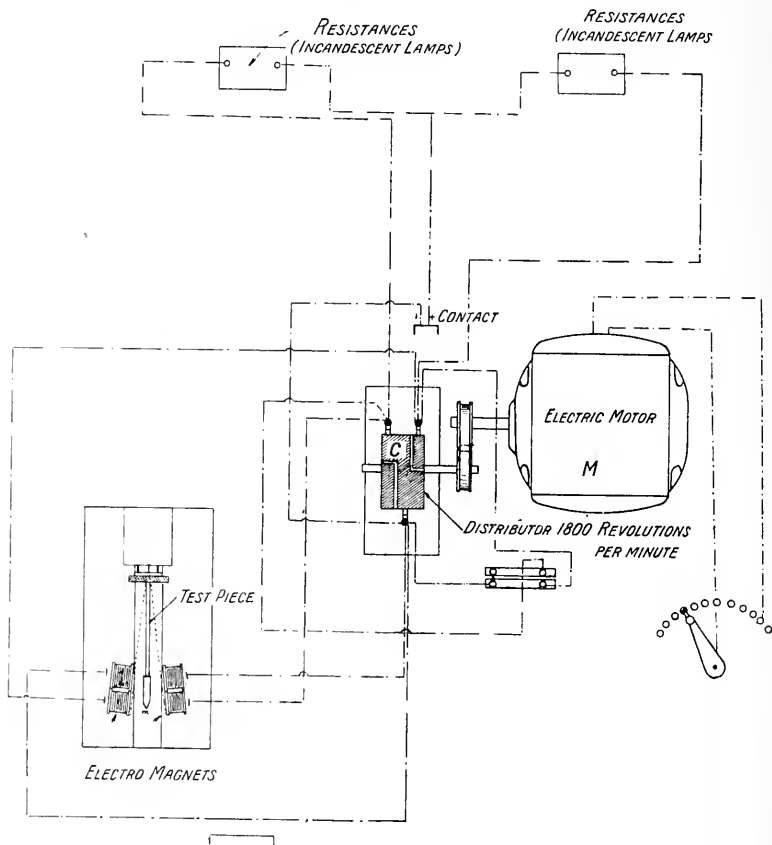 RESISTANCES
(INCANDESCENT LAMPS)
RESISTANCES
(INCANDESCENT LAMPS
+ CONTACT
ELECTRIC MOTOR
M
C
DISTRIBUTOR 1800 REVOLUTIONS
PER MINUTE
TEST PIECE
ELECTRO MAGNETS